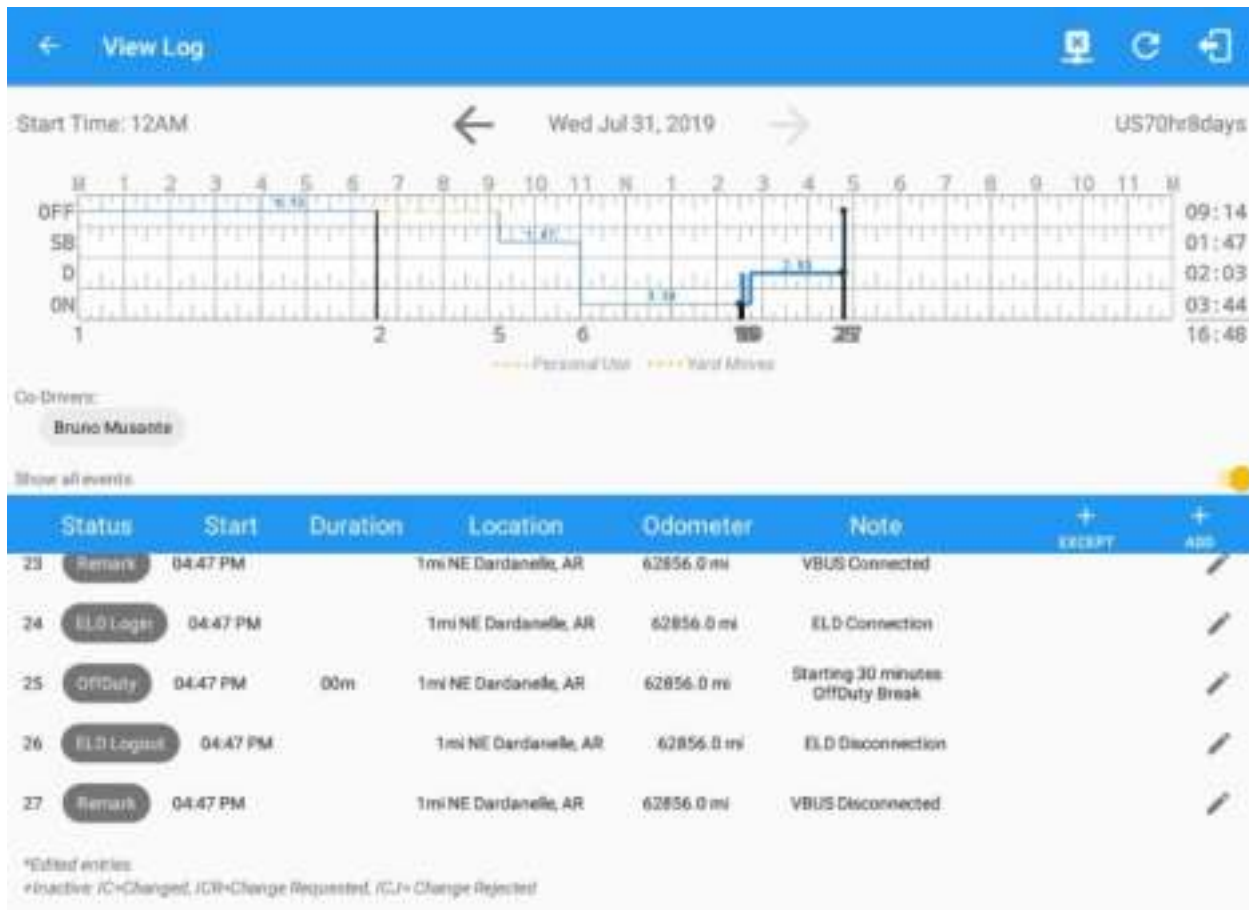 View Log
Start Time: 12AM
Wed Jul 31, 2019
US70hr8days
M 1 2 3 4 5 6 7 8 9 10 11 N 1 2 3 4 5 6 7 8 9 10 11 M
OFF 09:14
SB 01:47
D 02:03
ON 03:44
1 2 5 6 16:48
Personal Use Yard Moves
Co-Drivers:
Bruno Musante
Show all events
Status Start Duration Location Odometer Note + EXCEPT + ADD
23 Remark 04:47 PM 1mi NE Dardanelle, AR 62856.0 mi VBUS Connected
24 ELD Login 04:47 PM 1mi NE Dardanelle, AR 62856.0 mi ELD Connection
25 OffDuty 04:47 PM 00m 1mi NE Dardanelle, AR 62856.0 mi Starting 30 minutes
OffDuty Break
26 ELD Logout 04:47 PM 1mi NE Dardanelle, AR 62856.0 mi ELD Disconnection
27 Remark 04:47 PM 1mi NE Dardanelle, AR 62856.0 mi VBUS Disconnected
*Edited entries
+Inactive: IC=Changed, ICR=Change Requested, ICJ= Change Rejected